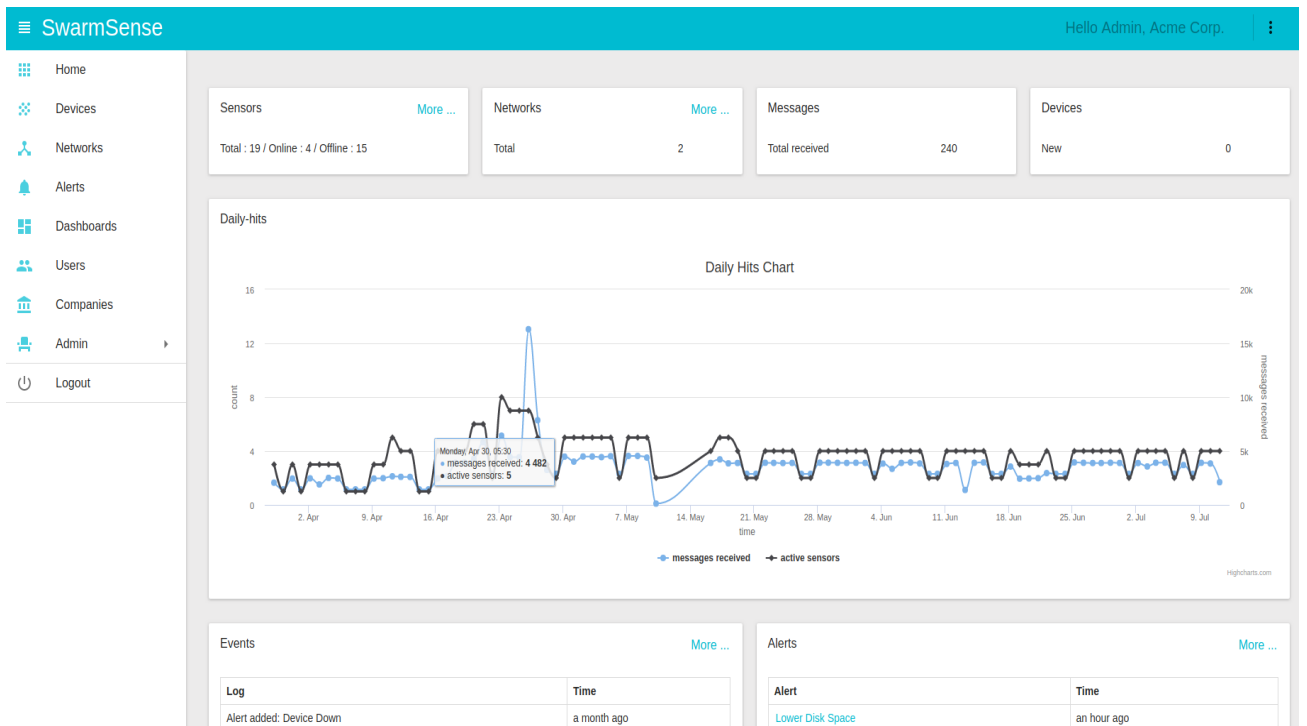 SwarmSense
Hello Admin, Acme Corp.
Home
Devices
Networks
Alerts
Dashboards
Users
Companies
Admin
Logout
Sensors More ...
Total : 19 / Online : 4 / Offline : 15
Networks More ...
Total 2
Messages
Total received 240
Devices
New 0
Daily-hits
Daily Hits Chart
16 20k
12 15k
8 10k
4 5k
0 0
count
messages received
Monday, Apr 30, 05:30
messages received: 4 482
active sensors: 5
2. Apr 9. Apr 16. Apr 23. Apr 30. Apr 7. May 14. May 21. May 28. May 4. Jun 11. Jun 18. Jun 25. Jun 2. Jul 9. Jul
time
messages received active sensors
Highcharts.com
Events More ...
Log Time
Alert added: Device Down a month ago
Alerts More ...
Alert Time
Lower Disk Space an hour ago